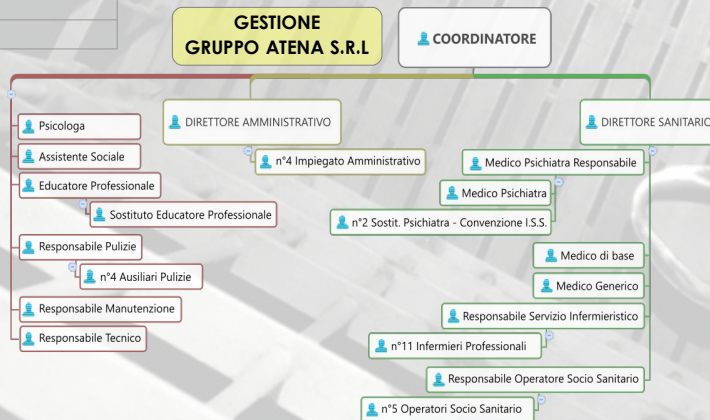 GESTIONE
GRUPPO ATENA S.R.L
COORDINATORE
DIRETTORE AMMINISTRATIVO
DIRETTORE SANITARIO
Psicologa
Assistente Sociale
Educatore Professionale
Sostituto Educatore Professionale
Responsabile Pulizie
n°4 Ausiliari Pulizie
Responsabile Manutenzione
Responsabile Tecnico
n°4 Impiegato Amministrativo
Medico Psichiatra Responsabile
Medico Psichiatra
n°2 Sostit. Psichiatra - Convenzione I.S.S.
Medico di base
Medico Generico
Responsabile Servizio Infermieristico
n°11 Infermieri Professionali
Responsabile Operatore Socio Sanitario
n°5 Operatori Socio Sanitario